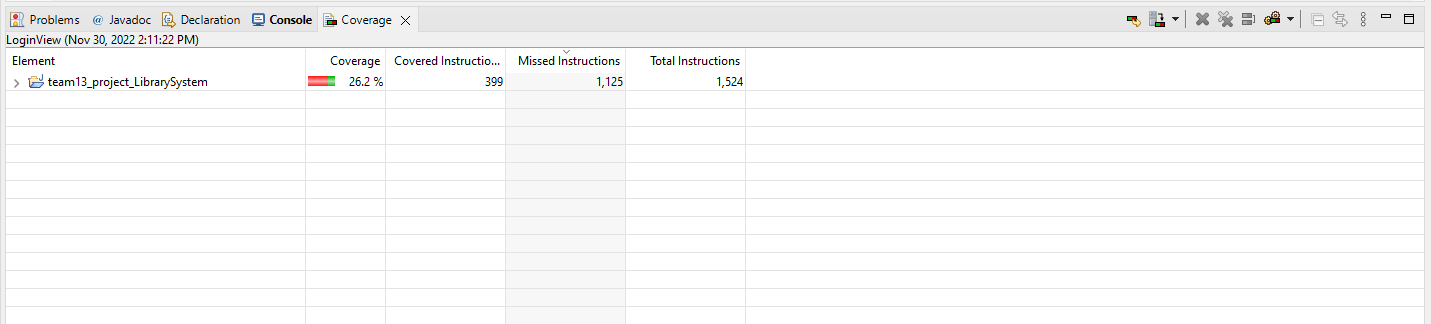 Problems @ Javadoc Declaration Console Coverage
LoginView (Nov 30, 2022 2:11:22 PM)
Element Coverage Covered Instructio... Missed Instructions Total Instructions
team13_project_LibrarySystem 26.2 % 399 1,125 1,524